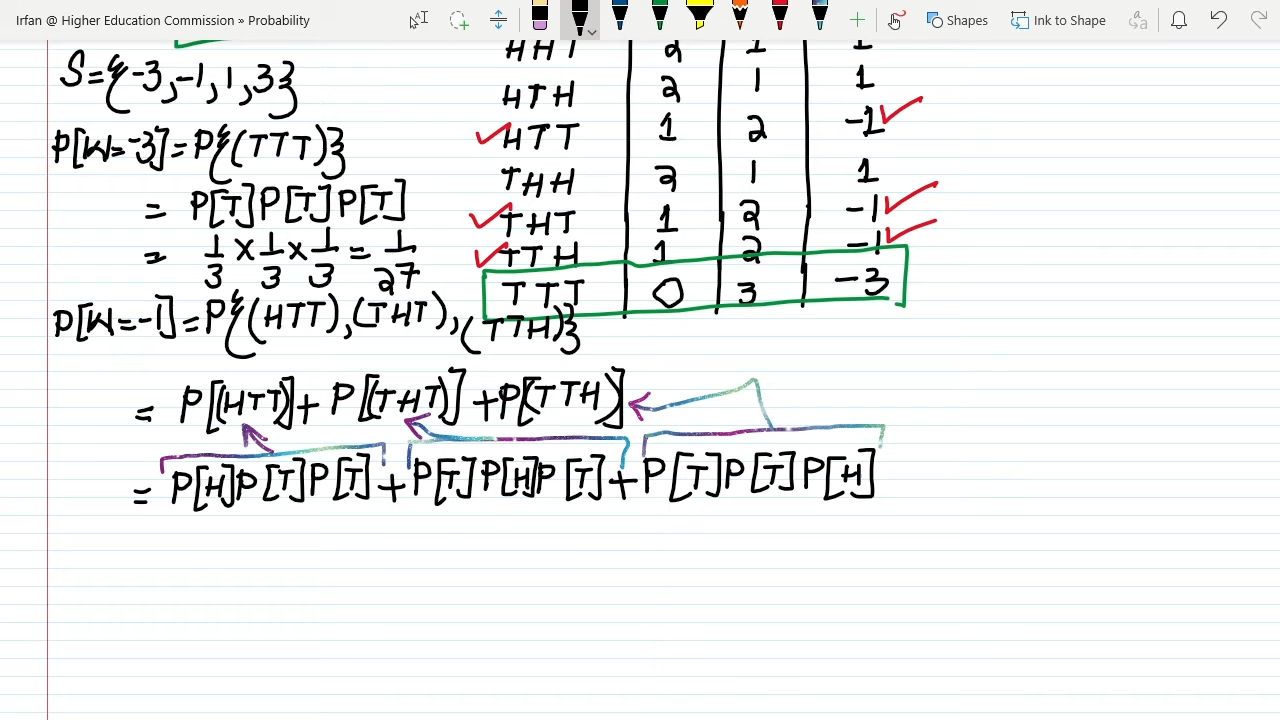 Irfan @ Higher Education Commission » Probability
Shapes
Ink to Shape
HHT 2 1 1
S={-3,-1,1,3}
HTH 2 1 1
P[W=-3]=P{(TTT)}
HTT 1 2 -1
THH 2 1 1
= P[T]P[T]P[T]
THT 1 2 -1
= 1/3 × 1/3 × 1/3 = 1/27
TTH 1 2 -1
TTT 0 3 -3
P[W=-1]=P{(HTT),(THT),(TTH)}
= P[(HTT)]+ P[(THT)] +P[(TTH)]
= P[H]P[T]P[T]+P[T]P[H]P[T]+P[T]P[T]P[H]